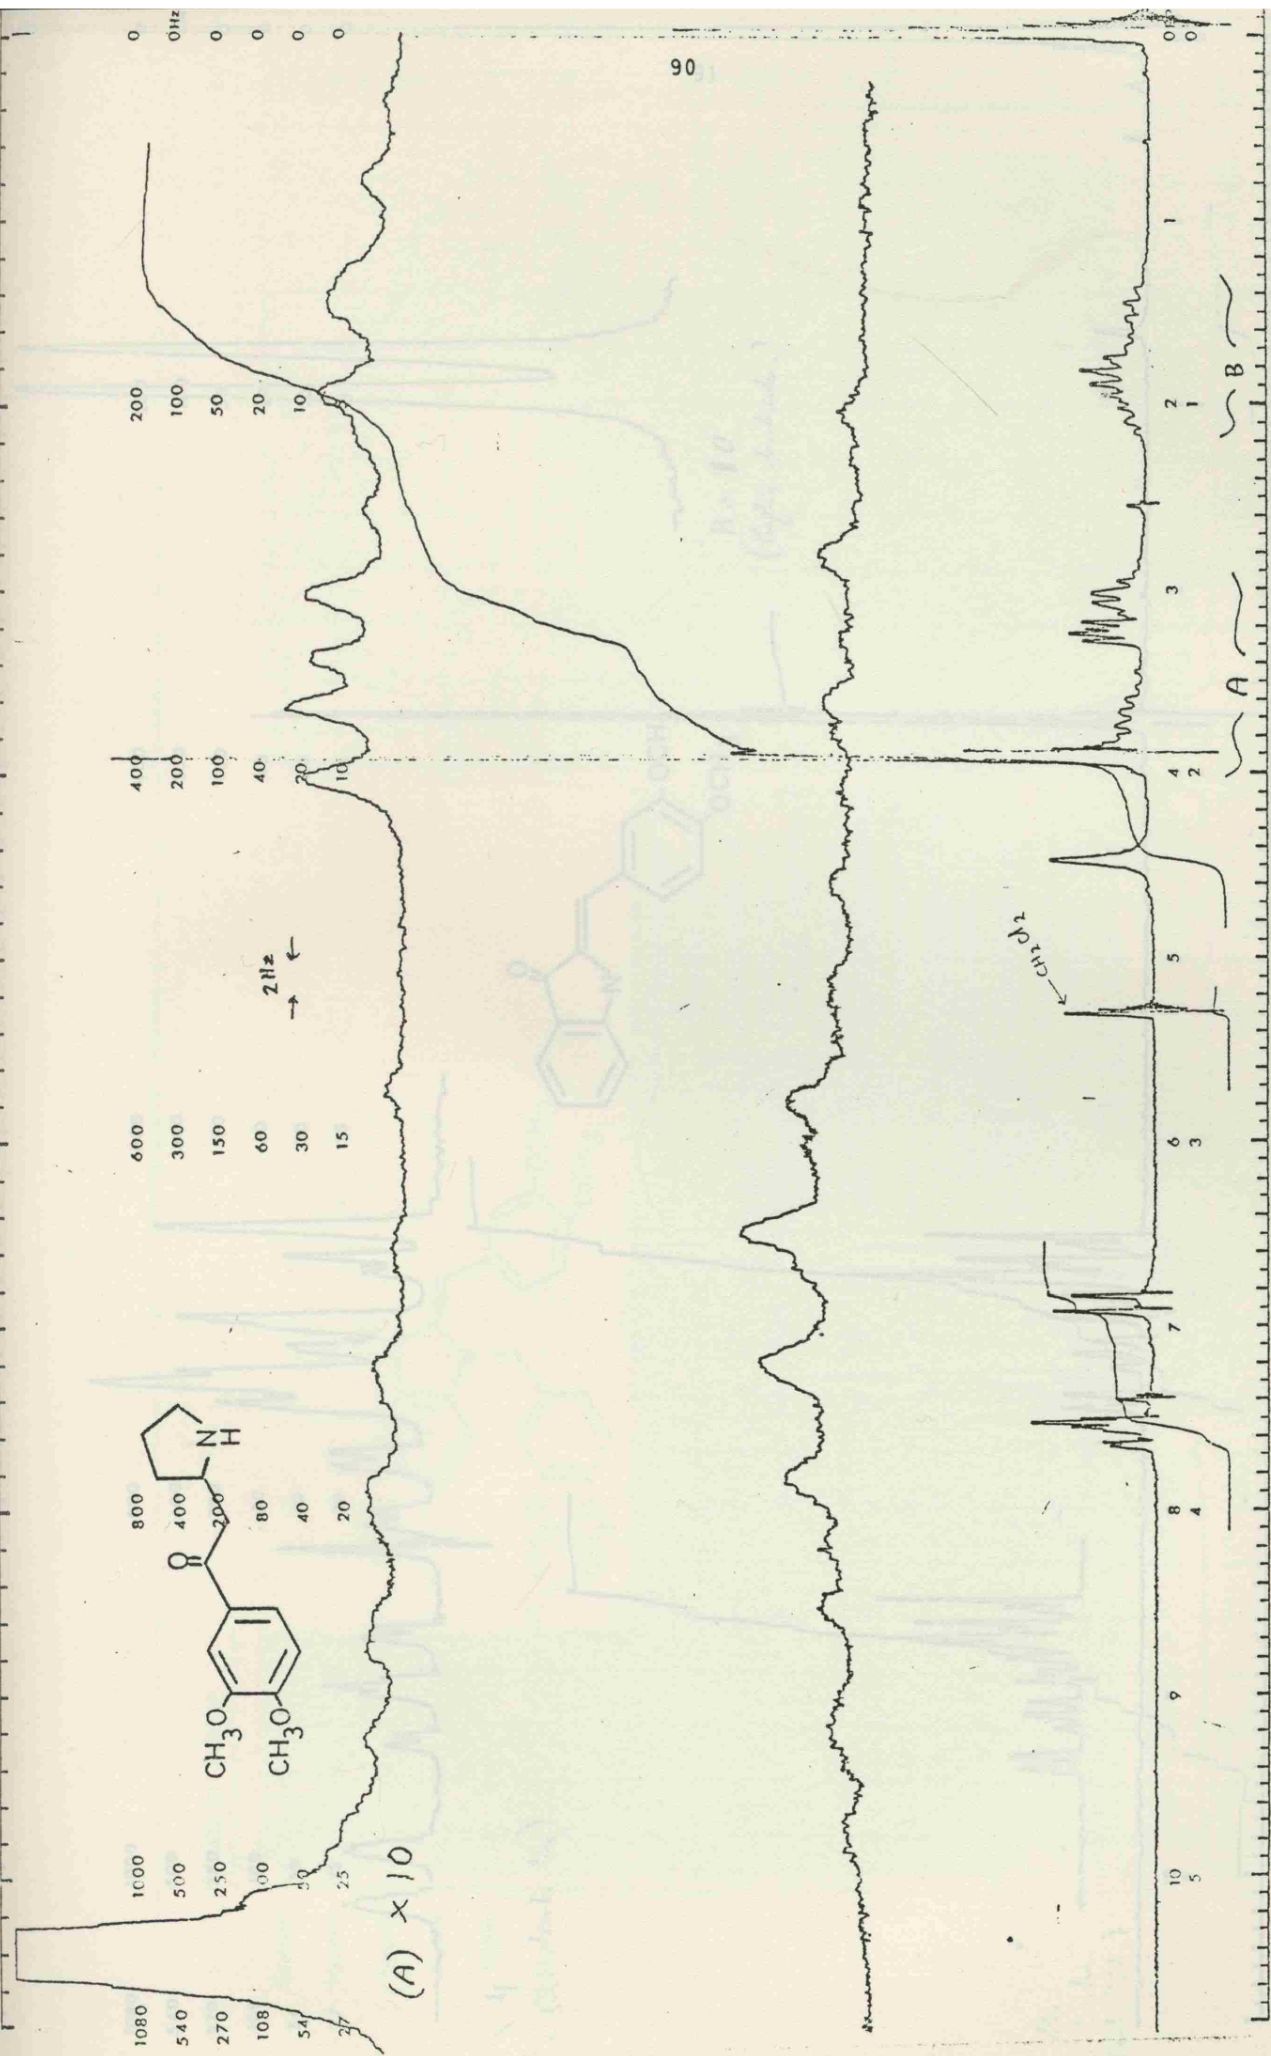 90
0 200 400 600 800 1000 1080
0Hz 100 200 300 400 500 540
0 50 100 150 200 250 270
0 20 40 60 80 00 108
0 10 20 30 40 50 54
0 10 15 20 25 27
2Hz
→ ←
CH₃O
CH₃O
O
N
H
(A) × 10
CH2Cl2
0 1 2 3 4 5 6 7 8 9 10
0 1 2 3 4 5
A
B